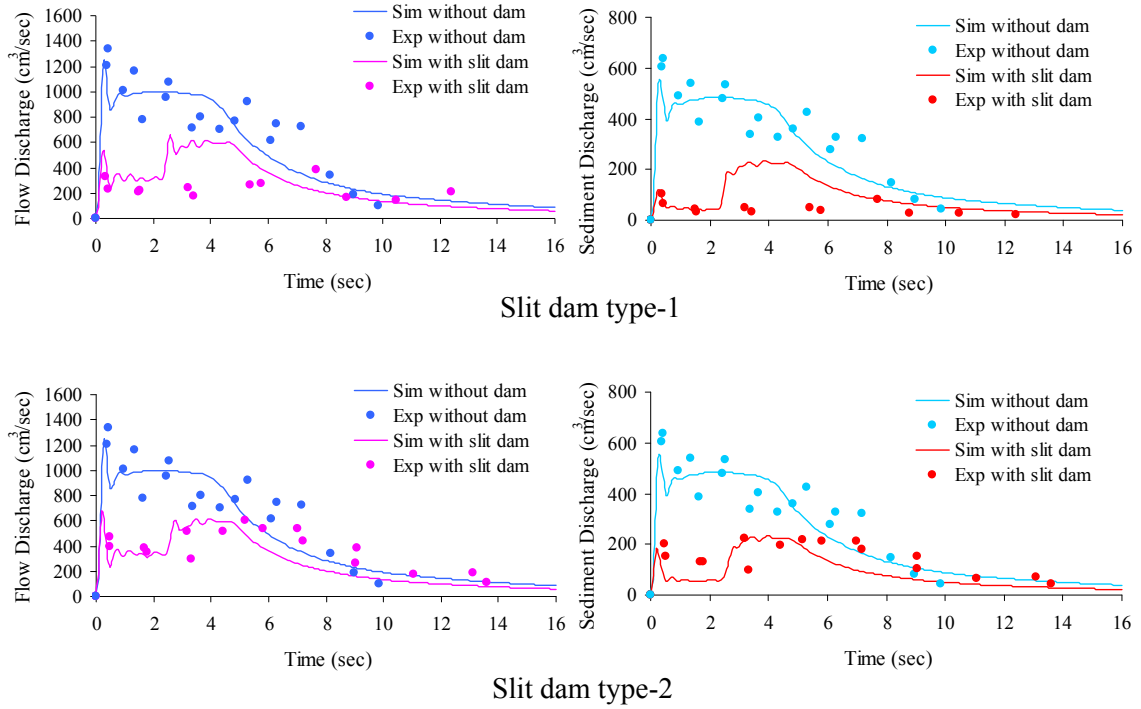 Flow Discharge (cm3/sec)
1600
1400
1200
1000
800
600
400
200
0
0 2 4 6 8 10 12 14 16
Time (sec)
Sim without dam
Exp without dam
Sim with slit dam
Exp with slit dam
Sediment Discharge (cm3/sec)
800
600
400
200
0
0 2 4 6 8 10 12 14 16
Time (sec)
Sim without dam
Exp without dam
Sim with slit dam
Exp with slit dam
Slit dam type-1
Flow Discharge (cm3/sec)
1600
1400
1200
1000
800
600
400
200
0
0 2 4 6 8 10 12 14 16
Time (sec)
Sim without dam
Exp without dam
Sim with slit dam
Exp with slit dam
Sediment Discharge (cm3/sec)
800
600
400
200
0
0 2 4 6 8 10 12 14 16
Time (sec)
Sim without dam
Exp without dam
Sim with slit dam
Exp with slit dam
Slit dam type-2